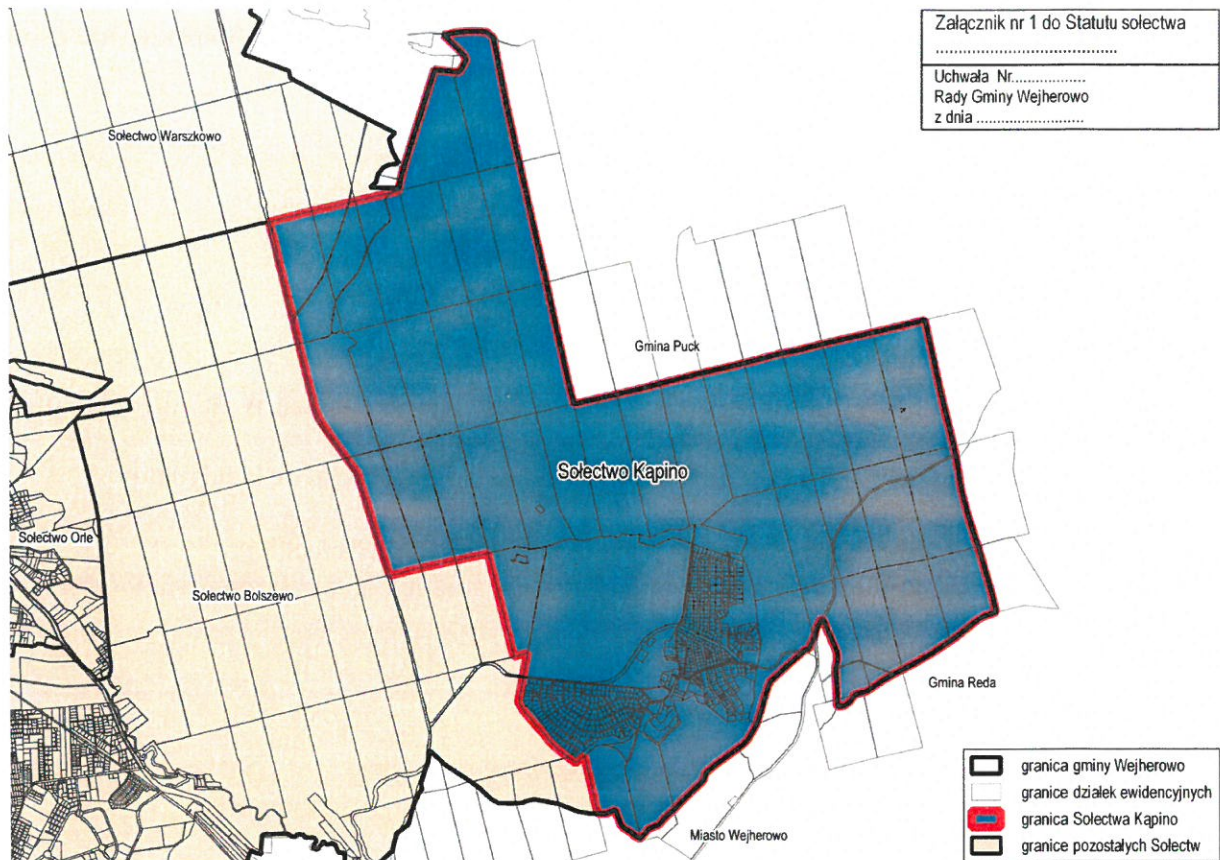 Załącznik nr 1 do Statutu sołectwa
.......................................
Uchwała Nr..................
Rady Gminy Wejherowo
z dnia ...........................
Sołectwo Warszkowo
Gmina Puck
Sołectwo Kąpino
Sołectwo Orle
Sołectwo Bolszewo
Gmina Reda
Miasto Wejherowo
granica gminy Wejherowo
granice działek ewidencyjnych
granica Sołectwa Kąpino
granice pozostałych Sołectw